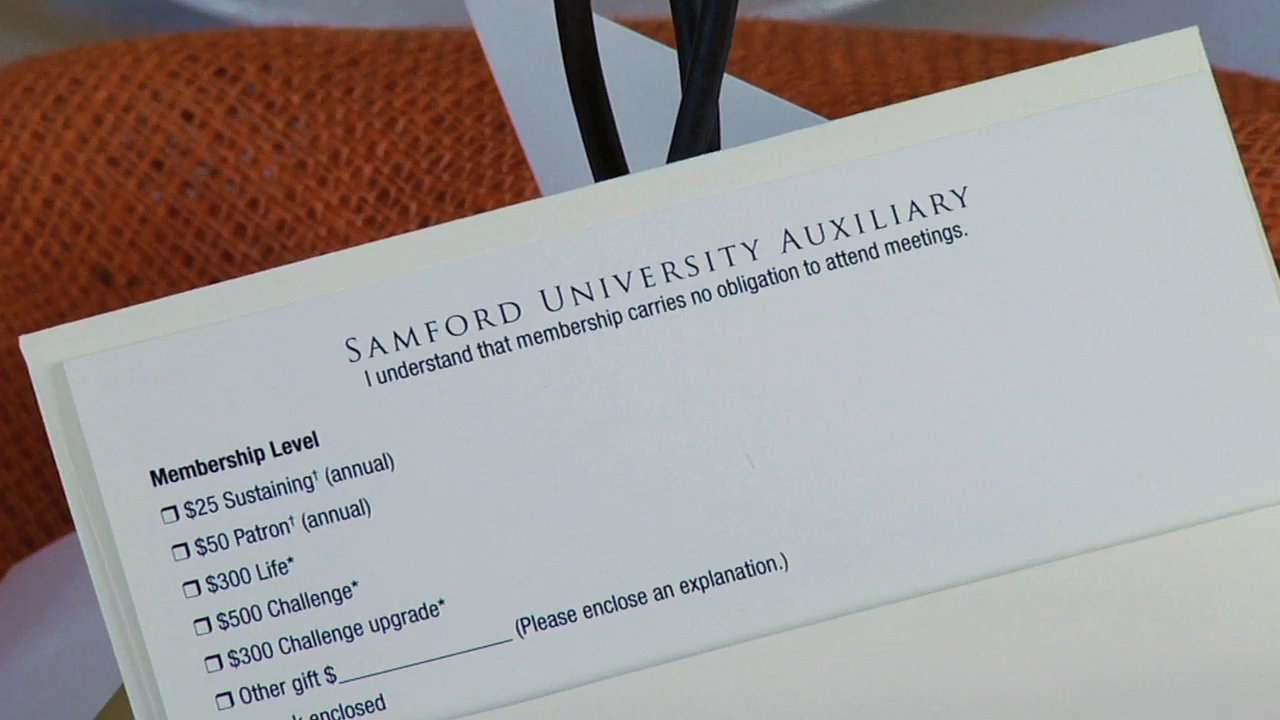 SAMFORD UNIVERSITY AUXILIARY
I understand that membership carries no obligation to attend meetings.
Membership Level
❒ $25 Sustaining† (annual)
❒ $50 Patron† (annual)
❒ $300 Life*
❒ $500 Challenge*
❒ $300 Challenge upgrade*
❒ Other gift $____________ (Please enclose an explanation.)
enclosed